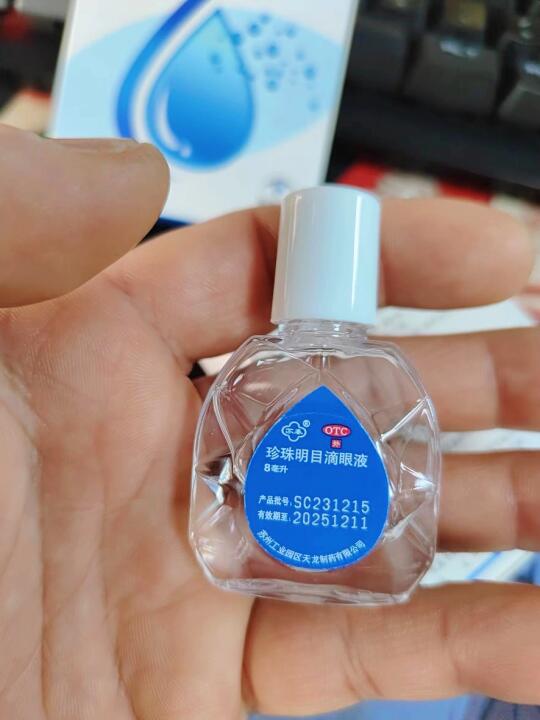 ®
OTC
外
珍珠明目滴眼液
8毫升
产品批号:SC231215
有效期至:20251211
苏州工业园区天龙制药有限公司